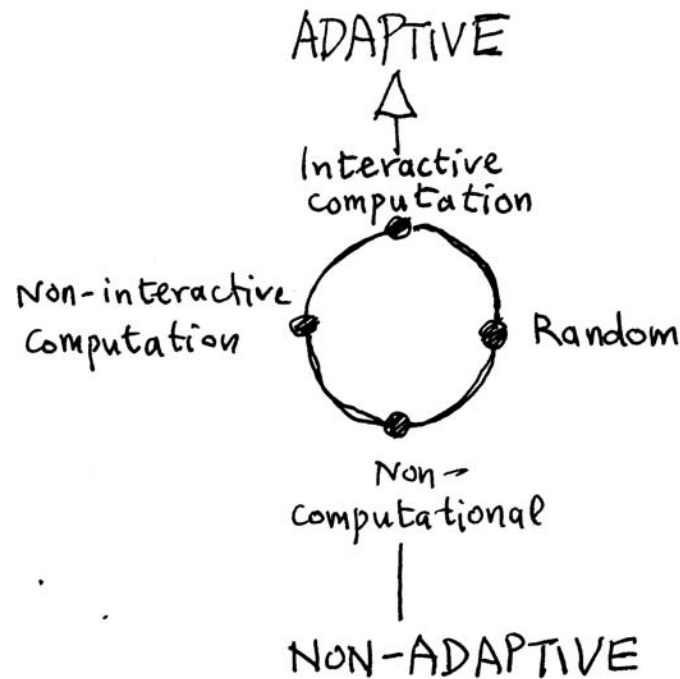 ADAPTIVE
Interactive
computation
Non-interactive
Computation
Random
Non-
Computational
NON-ADAPTIVE